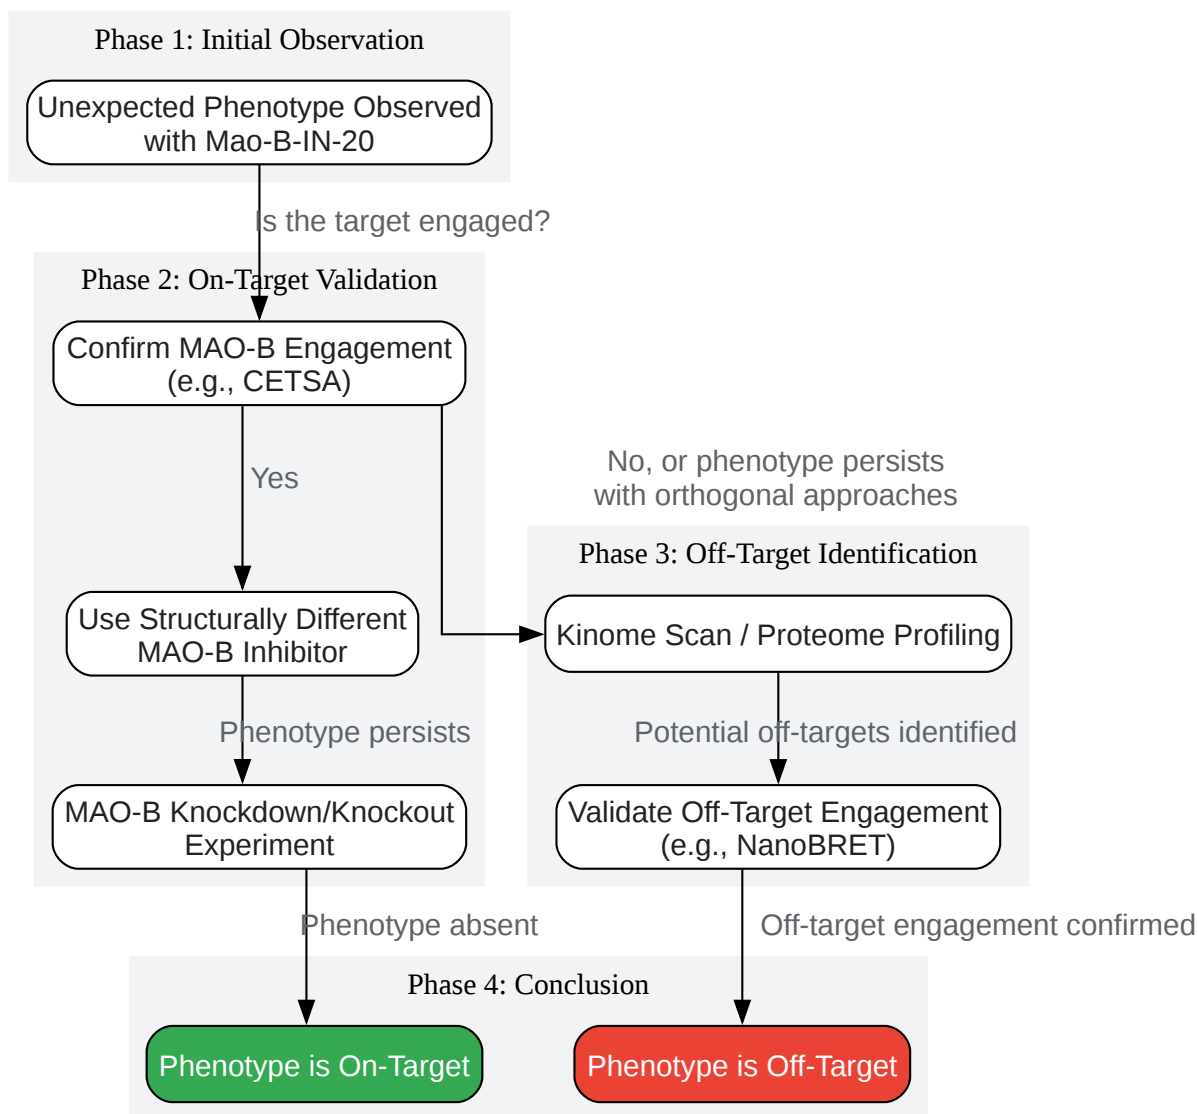 Phase 1: Initial Observation
Unexpected Phenotype Observed
with Mao-B-IN-20
Is the target engaged?
Phase 2: On-Target Validation
Confirm MAO-B Engagement
(e.g., CETSA)
Yes
No, or phenotype persists
with orthogonal approaches
Phase 3: Off-Target Identification
Use Structurally Different
MAO-B Inhibitor
Kinome Scan / Proteome Profiling
Phenotype persists
Potential off-targets identified
MAO-B Knockdown/Knockout
Experiment
Validate Off-Target Engagement
(e.g., NanoBRET)
Phenotype absent
Off-target engagement confirmed
Phase 4: Conclusion
Phenotype is On-Target
Phenotype is Off-Target